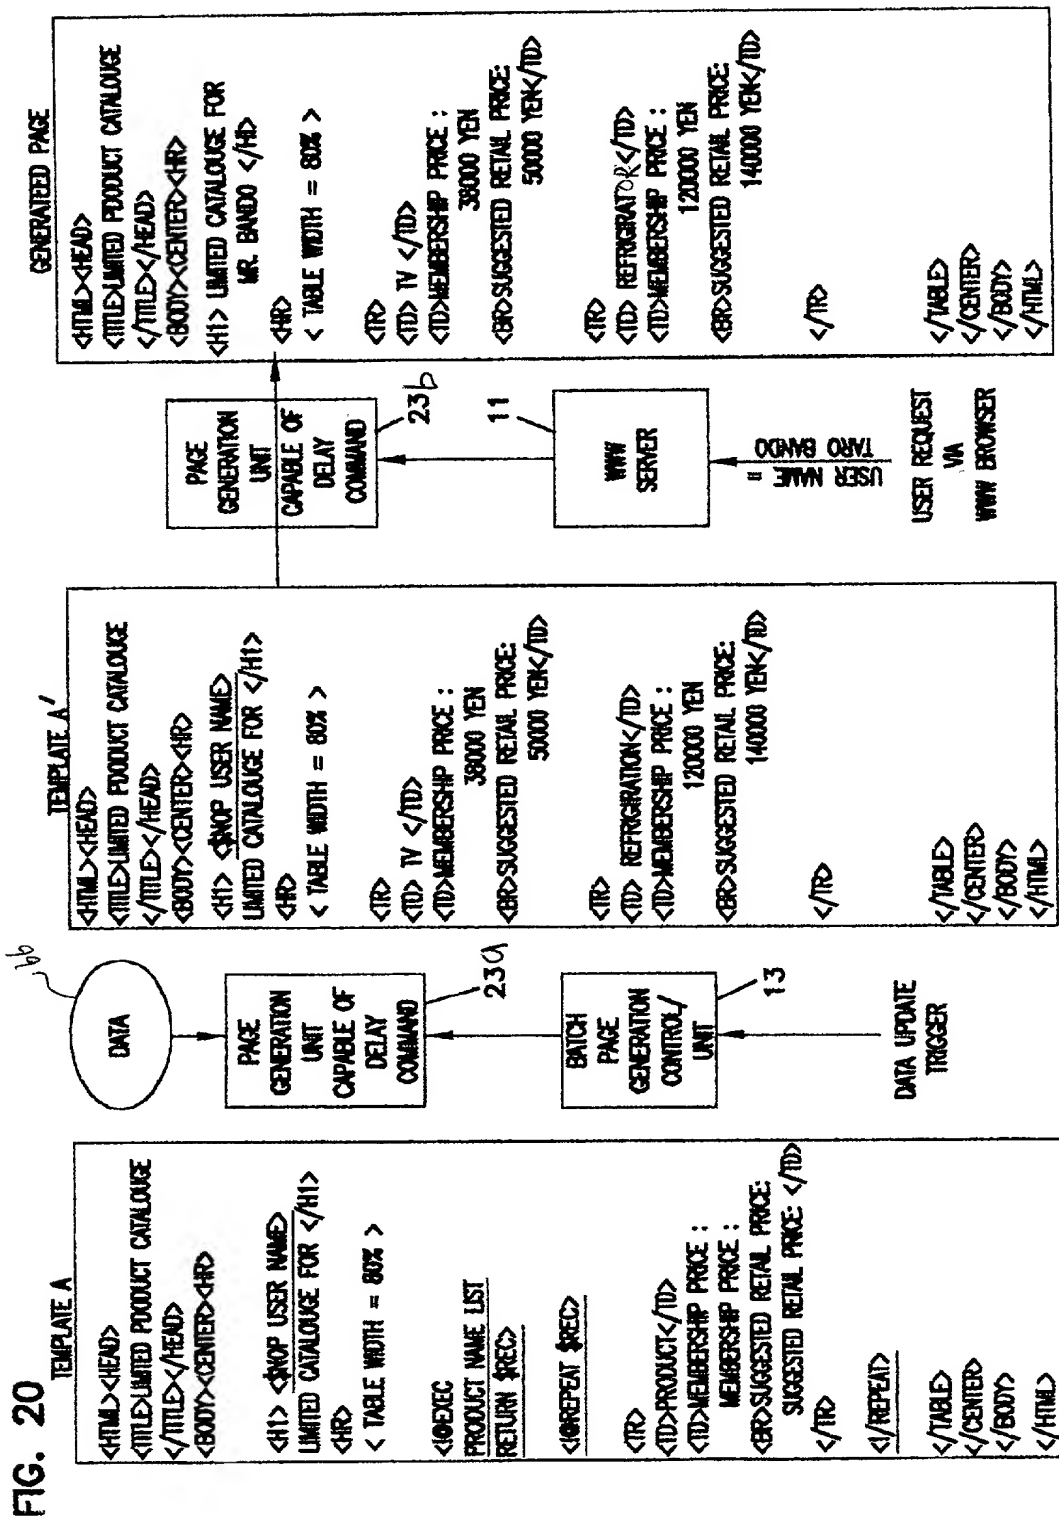 FIG. 20
TEMPLATE A
<HTML><HEAD>
<TITLE>LIMITED PDODUCT CATALOUGE
</TITLE></HEAD>
<BODY><CENTER><HR>
<H1> <$NOP USER NAME>
LIMITED CATALOUGE FOR </H1>
<HR>
< TABLE WIDTH = 80% >
<!@EXEC
PRODUCT NAME LIST
RETURN $REC>
<!@REPEAT $REC>
<TR>
<TD>PRODUCT</TD>
<TD>MEMBERSHIP PRICE :
MEMBERSHIP PRICE :
<BR>SUGGESTED RETAIL PRICE:
SUGGESTED RETAIL PRICE: </TD>
</TR>
<!/REPEAT>
</TABLE>
</CENTER>
</BODY>
</HTML>
66
DATA
PAGE
GENERATION
UNIT
CAPABLE OF
DELAY
COMMAND
23a
BATCH
PAGE
GENERATION
CONTROL/
UNIT
13
DATA UPDATE
TRIGGER
TEMPLATE A'
<HTML><HEAD>
<TITLE>LIMITED PDODUCT CATALOUGE
</TITLE></HEAD>
<BODY><CENTER><HR>
<H1> <$NOP USER NAME>
LIMITED CATALOUGE FOR </H1>
<HR>
< TABLE WIDTH = 80% >
<TR>
<TD> TV </TD>
<TD>MEMBERSHIP PRICE :
38000 YEN
<BR>SUGGESTED RETAIL PRICE:
50000 YEN</TD>
<TR>
<TD> REFRIGIRATION</TD>
<TD>MEMBERSHIP PRICE :
120000 YEN
<BR>SUGGESTED RETAIL PRICE:
140000 YEN</TD>
</TR>
</TABLE>
</CENTER>
</BODY>
</HTML>
PAGE
GENERATION
UNIT
CAPABLE OF
DELAY
COMMAND
23b
WWW
SERVER
11
USER NAME =
TARO BANDO
USER REQUEST
VIA
WWW BROWSER
GENERATEED PAGE
<HTML><HEAD>
<TITLE>LIMITED PDODUCT CATALOUGE
</TITLE></HEAD>
<BODY><CENTER><HR>
<H1> LIMITED CATALOUGE FOR
MR. BANDO </H1>
<HR>
< TABLE WIDTH = 80% >
<TR>
<TD> TV </TD>
<TD>MEMBERSHIP PRICE :
38000 YEN
<BR>SUGGESTED RETAIL PRICE:
50000 YEN</TD>
<TR>
<TD> REFRIGIRATOR</TD>
<TD>MEMBERSHIP PRICE :
120000 YEN
<BR>SUGGESTED RETAIL PRICE:
140000 YEN</TD>
</TR>
</TABLE>
</CENTER>
</BODY>
</HTML>